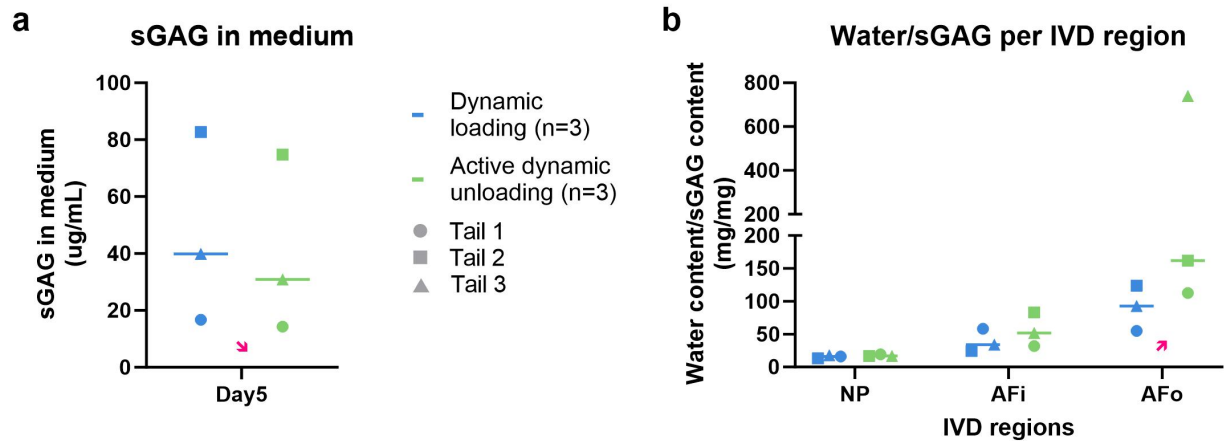 a
sGAG in medium
sGAG in medium
(ug/mL)
100
80
60
40
20
0
Day5
Dynamic
loading (n=3)
Active dynamic
unloading (n=3)
Tail 1
Tail 2
Tail 3
b
Water/sGAG per IVD region
Water content/sGAG content
(mg/mg)
800
600
400
200
200
150
100
50
0
NP
AFi
AFo
IVD regions